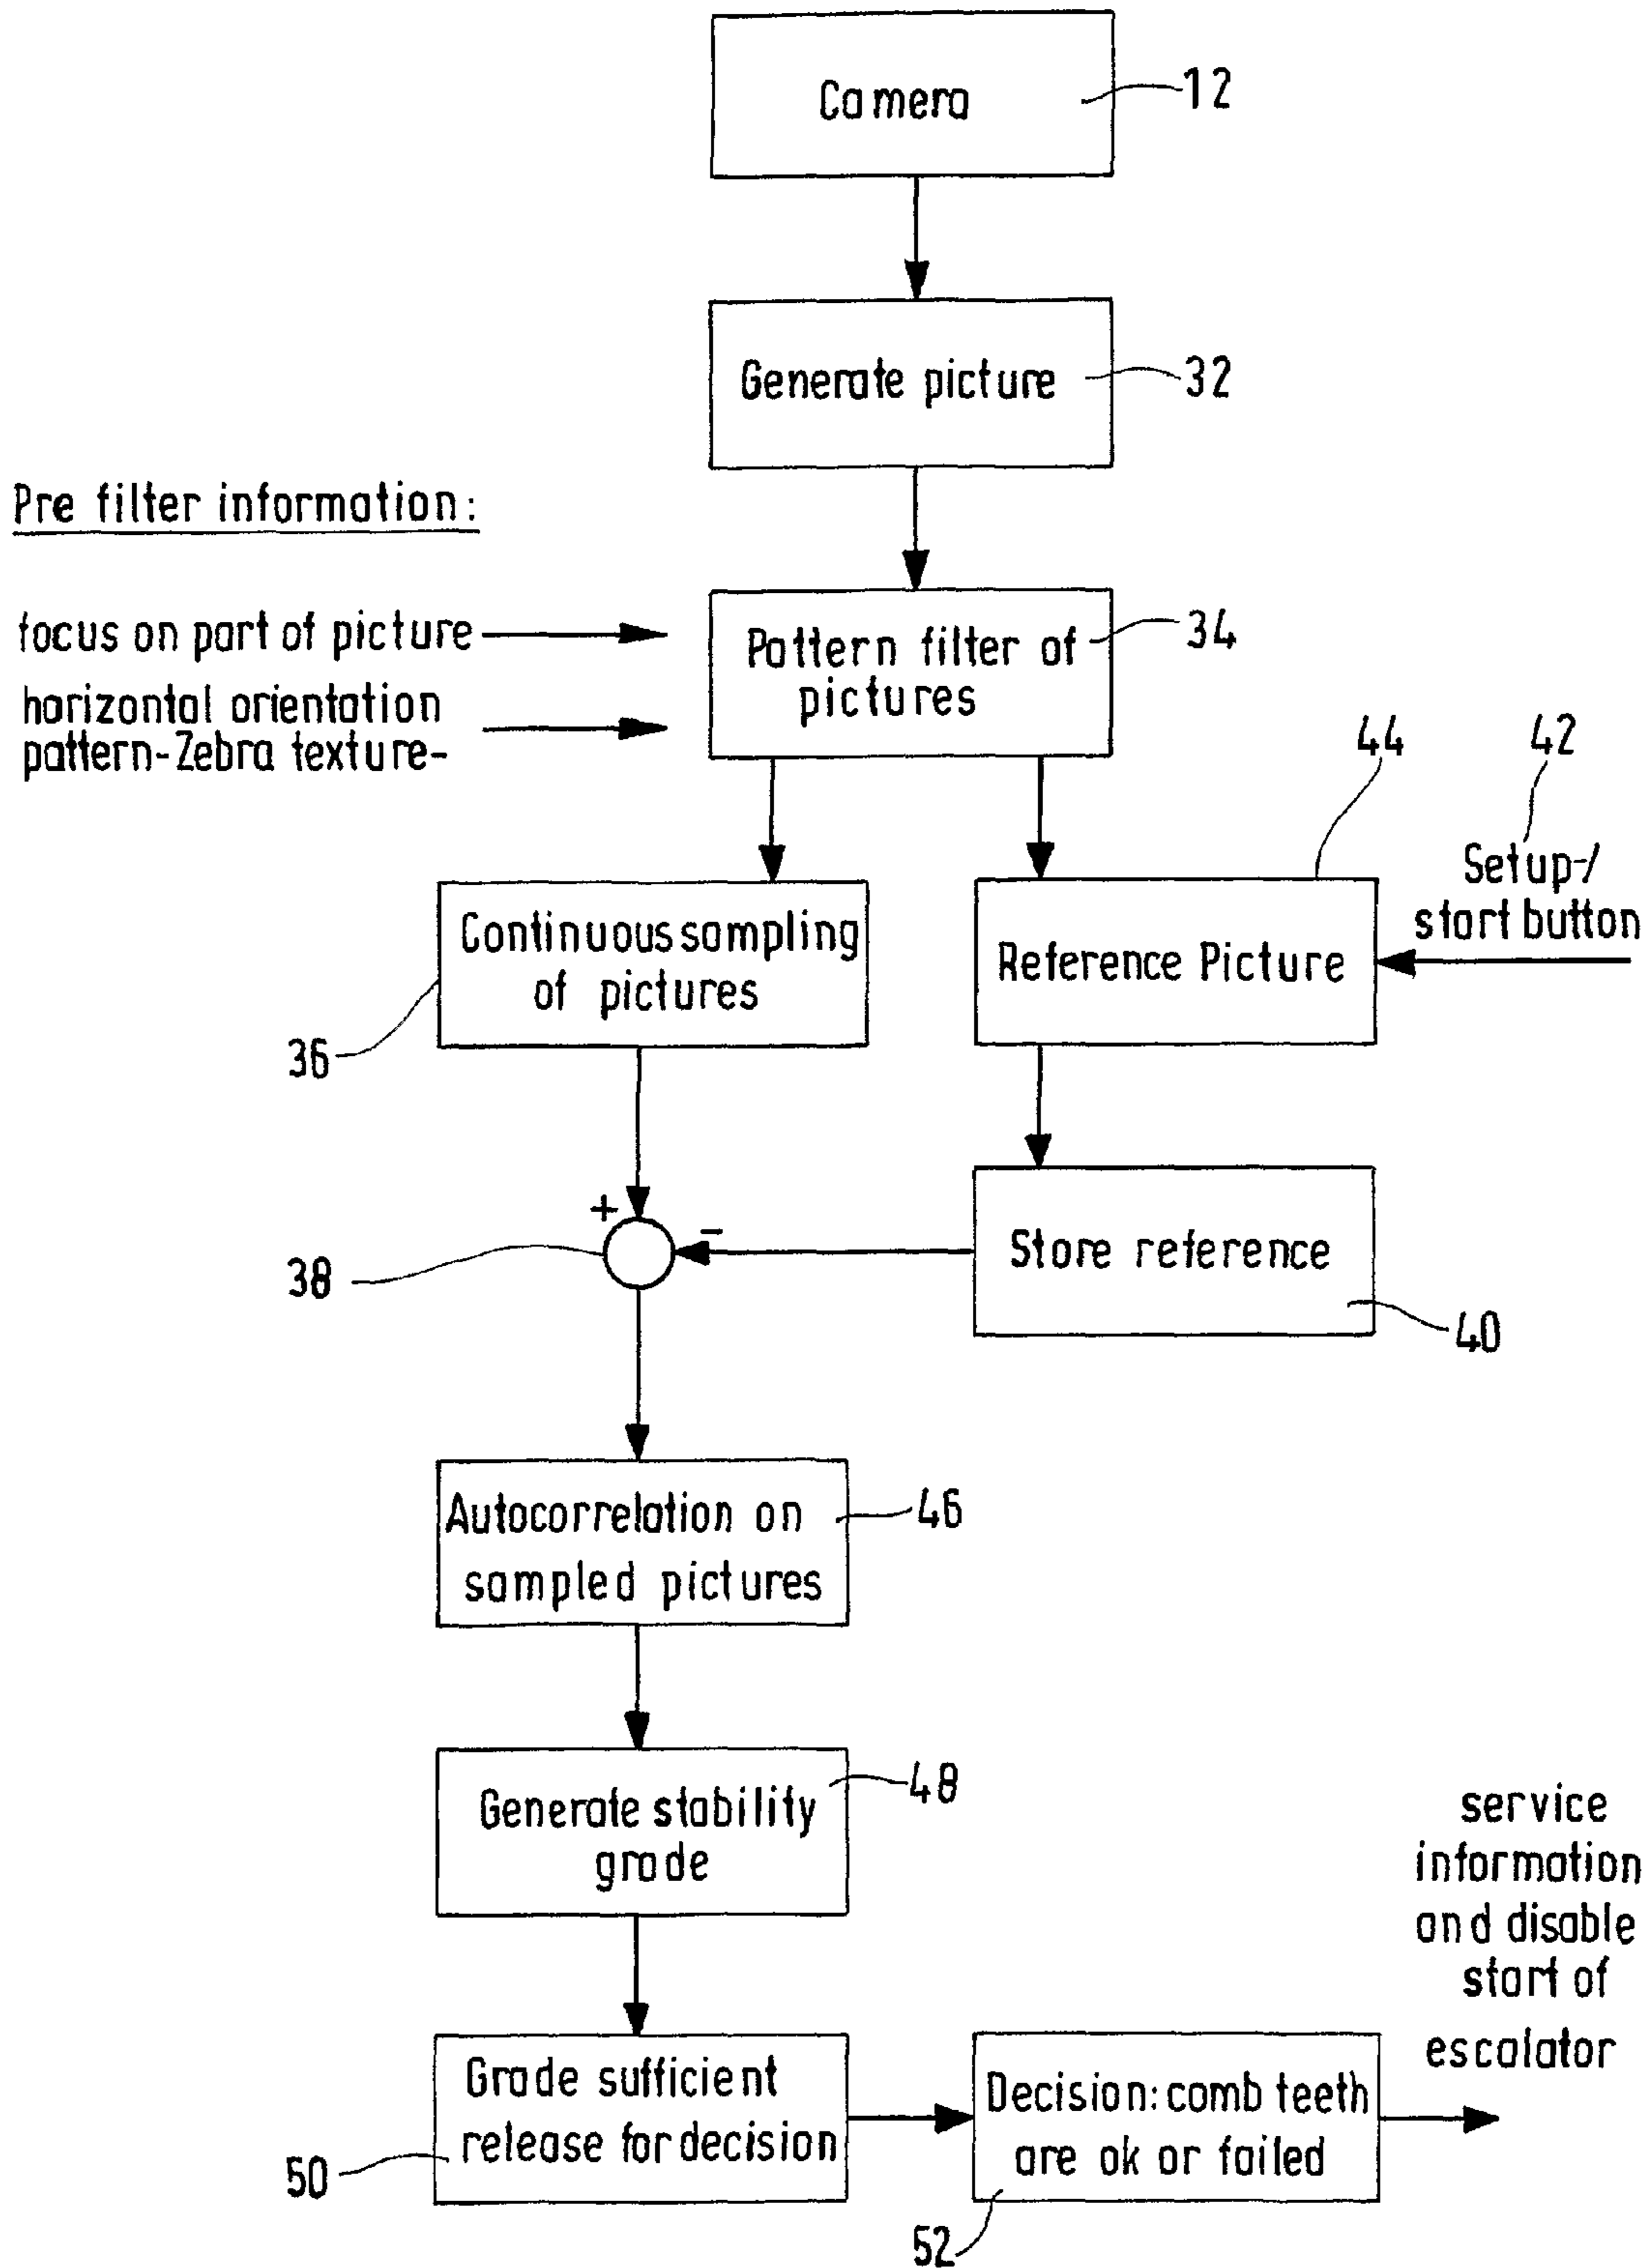 Camera
12
Generate picture
32
Pre filter information:
focus on part of picture
horizontal orientation
pattern-Zebra texture-
Pattern filter of
pictures
34
44
42
Setup-/
start button
Continuous sampling
of pictures
36
Reference Picture
+
-
38
Store reference
40
Autocorrelation on
sampled pictures
46
Generate stability
grade
48
service
information
and disable
start of
escalator
Grade sufficient
release for decision
50
Decision: comb teeth
are ok or failed
52